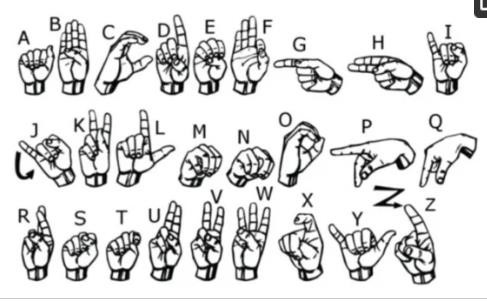 A B C D E F G H I
J K L M N O P Q
R S T U V W X Y Z